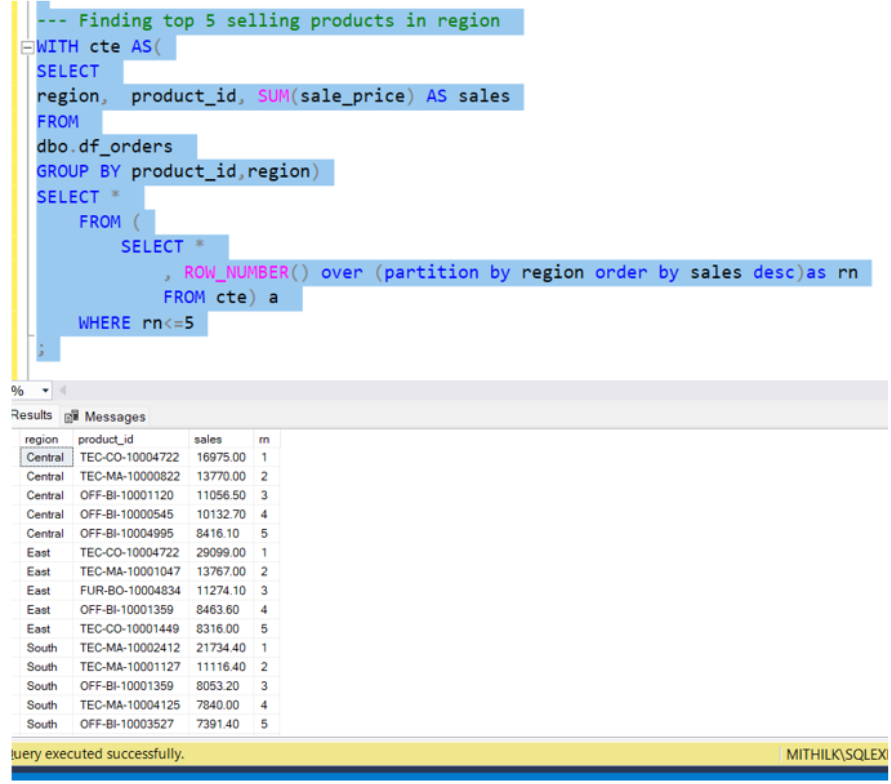 --- Finding top 5 selling products in region
WITH cte AS(
SELECT
region, product_id, SUM(sale_price) AS sales
FROM
dbo.df_orders
GROUP BY product_id,region)
SELECT *
FROM (
SELECT *
, ROW_NUMBER() over (partition by region order by sales desc)as rn
FROM cte) a
WHERE rn<=5
;
%
Results Messages
region product_id sales rn
Central TEC-CO-10004722 16975.00 1
Central TEC-MA-10000822 13770.00 2
Central OFF-BI-10001120 11056.50 3
Central OFF-BI-10000545 10132.70 4
Central OFF-BI-10004995 8416.10 5
East TEC-CO-10004722 29099.00 1
East TEC-MA-10001047 13767.00 2
East FUR-BO-10004834 11274.10 3
East OFF-BI-10001359 8463.60 4
East TEC-CO-10001449 8316.00 5
South TEC-MA-10002412 21734.40 1
South TEC-MA-10001127 11116.40 2
South OFF-BI-10001359 8053.20 3
South TEC-MA-10004125 7840.00 4
South OFF-BI-10003527 7391.40 5
uery executed successfully. MITHILK\SQLEX